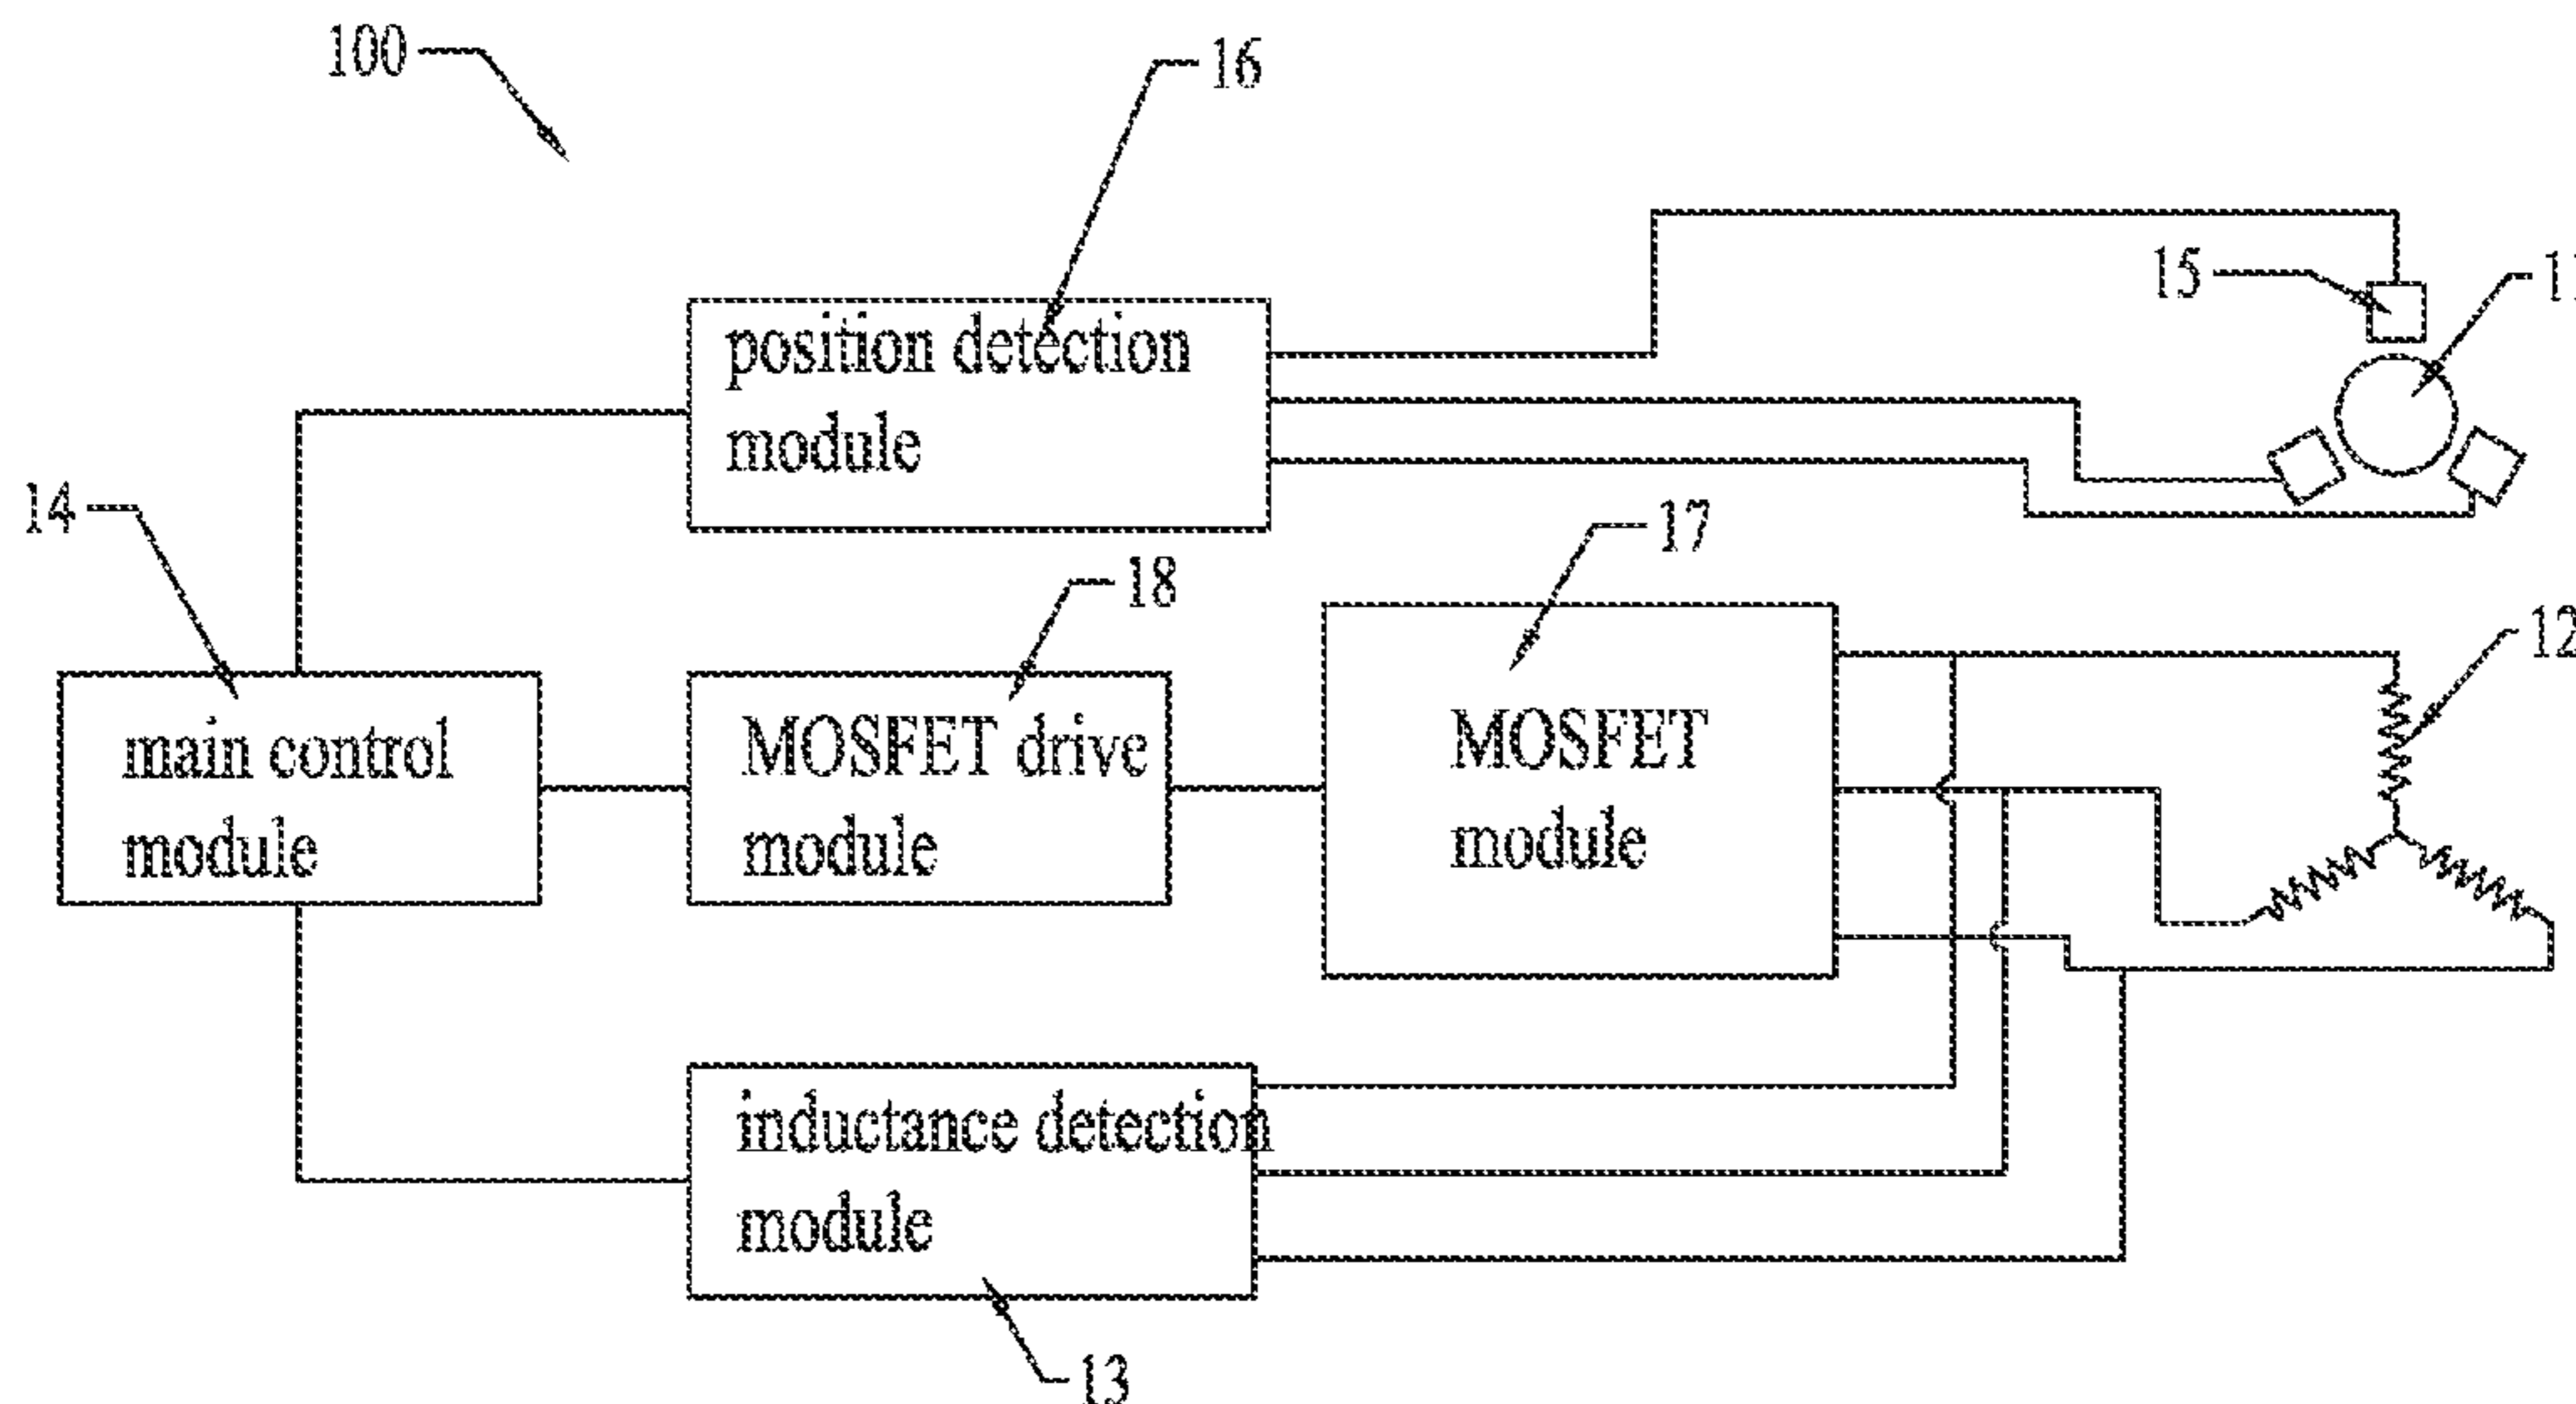 100
16
15
11
position detection
module
14
17
18
12
main control
module
MOSFET drive
module
MOSFET
module
inductance detection
module
13